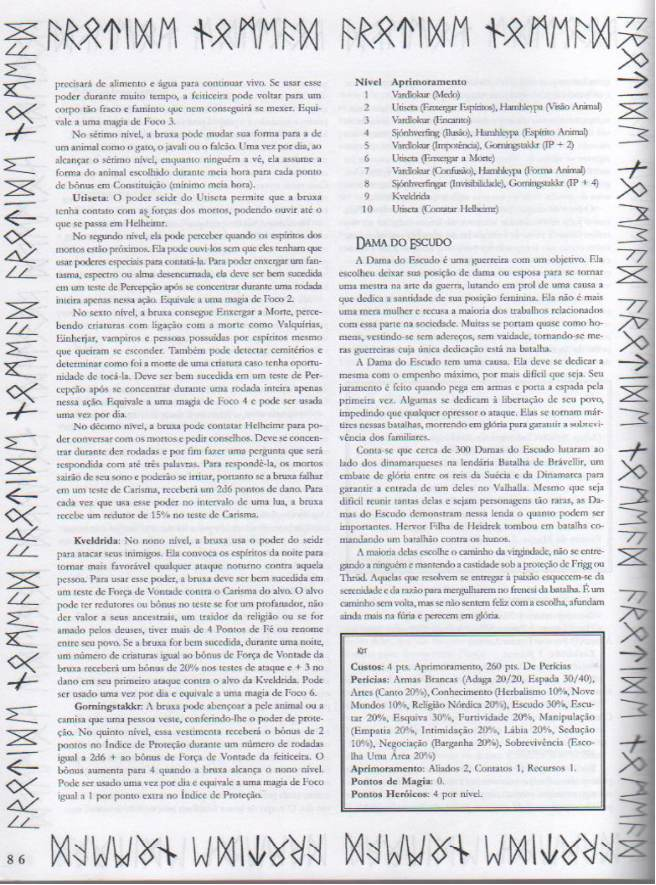 precisará de alimento e água para continuar vivo. Se usar esse
poder durante muito tempo, a feiticeira pode voltar para um
corpo tão fraco e faminto que nem conseguirá se mexer. Equi-
vale a uma magia de Foco 3.
No sétimo nível, a bruxa pode mudar sua forma para a de
um animal como o gato, o javali ou o falcão. Uma vez por dia, ao
alcançar o sétimo nível, enquanto ninguém a vê, ela assume a
forma do animal escolhido durante meia hora para cada ponto
de bônus em Constituição (mínimo meia hora).
Utiseta: O poder seidr do Utiseta permite que a bruxa
tenha contato com as forças dos mortos, podendo ouvir até o
que se passa em Helheimr.
No segundo nível, ela pode perceber quando os espíritos dos
mortos estão próximos. Ela pode ouvi-los sem que eles tenham que
usar poderes especiais para contatá-la. Para poder enxergar um fan-
tasma, espectro ou alma desencarnada, ela deve ser bem sucedida
em um teste de Percepção após se concentrar durante uma rodada
inteira apenas nessa ação. Equivale a uma magia de Foco 2.
No sexto nível, a bruxa consegue Enxergar a Morte, perce-
bendo criaturas com ligação com a morte como Valquírias,
Einherjar, vampiros e pessoas possuídas por espíritos mesmo
que queiram se esconder. Também pode detectar cemitérios e
determinar como foi a morte de uma criatura caso tenha oportu-
nidade de tocá-la. Deve ser bem sucedida em um teste de Per-
cepção após se concentrar durante uma rodada inteira apenas
nessa ação. Equivale a uma magia de Foco 4 e pode ser usada
uma vez por dia.
No décimo nível, a bruxa pode contatar Helheimr para po-
der conversar com os mortos e pedir conselhos. Deve se concen-
trar durante dez rodadas e por fim fazer uma pergunta que será
respondida com até três palavras. Para respondê-la, os mortos
sairão de seu sono e poderão se irritar, portanto se a bruxa falhar
em um teste de Carisma, receberá um 2d6 pontos de dano. Para
cada vez que usa esse poder no intervalo de uma lua, a bruxa
recebe um redutor de 15% no teste de Carisma.
Kveldrida: No nono nível, a bruxa usa o poder do seidr
para atacar seus inimigos. Ela convoca os espíritos da noite para
tornar mais favorável qualquer ataque noturno contra aquela
pessoa. Para usar esse poder, a bruxa deve ser bem sucedida em
um teste de Força de Vontade contra o Carisma do alvo. O alvo
pode ter redutores ou bônus no teste se for um profanador, não
der valor a seus ancestrais, um traidor da religião ou se for
amado pelos deuses, tiver mais de 4 Pontos de Fé ou renome
entre seu povo. Se a bruxa for bem sucedida, durante uma noite,
um número de criaturas igual ao bônus de Força de Vontade da
bruxa receberá um bônus de 20% nos testes de ataque e + 3 no
dano em seu primeiro ataque contra o alvo da Kveldrida. Pode
ser usado uma vez por dia e equivale a uma magia de Foco 6.
Gorningstakkr: A bruxa pode abençoar a pele animal ou a
camisa que uma pessoa veste, conferindo-lhe o poder de prote-
ção. No quinto nível, essa vestimenta receberá o bônus de 2
pontos no Índice de Proteção durante um número de rodadas
igual a 2d6 + ao bônus de Força de Vontade da feiticeira. O
bônus aumenta para 4 quando a bruxa alcança o nono nível.
Pode ser usado uma vez por dia e equivale a uma magia de Foco
igual a 1 por ponto extra no Índice de Proteção.
Nível Aprimoramento
1 Vardlokur (Medo)
2 Utiseta (Enxergar Espíritos), Hamhleypa (Visão Animal)
3 Vardlokur (Encanto)
4 Sjónhverfing (Ilusão), Hamhleypa (Espírito Animal)
5 Vardlokur (Impotência), Gorningstakkr (IP + 2)
6 Utiseta (Enxergar a Morte)
7 Vardlokur (Confusão), Hamhleypa (Forma Animal)
8 Sjónhverfingar (Invisibilidade), Gorningstakkr (IP + 4)
9 Kveldrida
10 Utiseta (Contatar Helheimr)
DAMA DO ESCUDO
A Dama do Escudo é uma guerreira com um objetivo. Ela
escolheu deixar sua posição de dama ou esposa para se tornar
uma mestra na arte da guerra, lutando em prol de uma causa a
que dedica a santidade de sua posição feminina. Ela não é mais
uma mera mulher e recusa a maioria dos trabalhos relacionados
com essa parte na sociedade. Muitas se portam quase como ho-
mens, vestindo-se sem adereços, sem vaidade, tornando-se me-
ras guerreiras cuja única dedicação está na batalha.
A Dama do Escudo tem uma causa. Ela deve se dedicar a
mesma com o empenho máximo, por mais difícil que seja. Seu
juramento é feito quando pega em armas e porta a espada pela
primeira vez. Algumas se dedicam à libertação de seu povo,
impedindo que qualquer opressor o ataque. Elas se tornam már-
tires nessas batalhas, morrendo em glória para garantir a sobrevi-
vência dos familiares.
Conta-se que cerca de 300 Damas do Escudo lutaram ao
lado dos dinamarqueses na lendária Batalha de Brávellir, um
embate de glória entre os reis da Suécia e da Dinamarca para
garantir a entrada de um deles no Valhalla. Mesmo que seja
difícil reunir tantas delas e sejam personagens tão raras, as Da-
mas do Escudo demonstram nessa lenda o quanto podem ser
importantes. Hervor Filha de Heidrek tombou em batalha co-
mandando um batalhão contra os hunos.
A maioria delas escolhe o caminho da virgindade, não se entre-
gando a ninguém e mantendo a castidade sob a proteção de Frigg ou
Thrúd. Aquelas que resolvem se entregar à paixão esquecem-se da
serenidade e da razão para mergulharem no frenesi da batalha. É um
caminho sem volta, mas se não sentem feliz com a escolha, afundam
ainda mais na fúria e perecem em glória.
KIT
Custos: 4 pts. Aprimoramento, 260 pts. De Perícias
Perícias: Armas Brancas (Adaga 20/20, Espada 30/40),
Artes (Canto 20%), Conhecimento (Herbalismo 10%, Nove
Mundos 10%, Religião Nórdica 20%), Escudo 30%, Escu-
tar 20%, Esquiva 30%, Furtividade 20%, Manipulação
(Empatia 20%, Intimidação 20%, Lábia 20%, Sedução
10%), Negociação (Barganha 20%), Sobrevivência (Esco-
lha Uma Área 20%)
Aprimoramento: Aliados 2, Contatos 1, Recursos 1.
Pontos de Magia: 0.
Pontos Heróicos: 4 por nível.
86